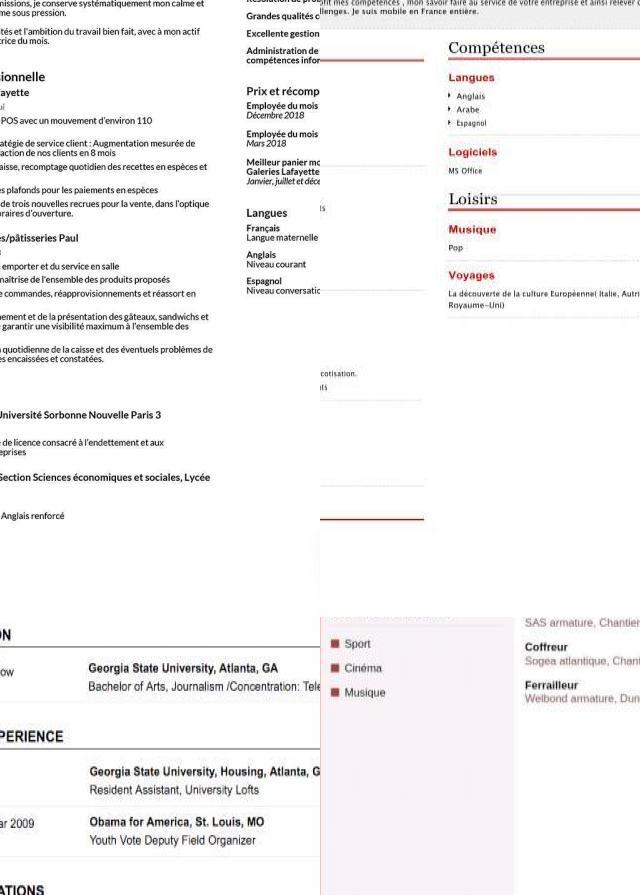 missions, je conserve systématiquement mon calme et
me sous pression.
tés et l'ambition du travail bien fait, avec à mon actif
trice du mois.
sionnelle
ayette
ui
POS avec un mouvement d'environ 110
atégie de service client : Augmentation mesurée de
action de nos clients en 8 mois
aisse, recomptage quotidien des recettes en espèces et
s plafonds pour les paiements en espèces
de trois nouvelles recrues pour la vente, dans l'optique
oraires d'ouverture.
es/pâtisseries Paul
emporter et du service en salle
maîtrise de l'ensemble des produits proposés
e commandes, réapprovisionnements et réassort en
nement et de la présentation des gâteaux, sandwichs et
garantir une visibilité maximum à l'ensemble des
quotidienne de la caisse et des éventuels problèmes de
es encaissées et constatées.
Université Sorbonne Nouvelle Paris 3
de licence consacré à l'endettement et aux
eprises
Section Sciences économiques et sociales, Lycée
Anglais renforcé
Grandes qualités c
Excellente gestion
Administration de
compétences infor
Prix et récomp
Employée du mois
Décembre 2018
Employée du mois
Mars 2018
Meilleur panier mo
Galeries Lafayette
Janvier, juillet et déce
Langues
Français
Langue maternelle
Anglais
Niveau courant
Espagnol
Niveau conversatic
ofit mes compétences , mon savoir faire au service de votre entreprise et ainsi relever d
llenges. Je suis mobile en France entière.
ls
cotisation.
its
Compétences
Langues
Anglais
Arabe
Espagnol
Logiciels
MS Office
Loisirs
Musique
Pop
Voyages
La découverte de la culture Européenne( Italie, Autri
Royaume-Uni)
ON
ow
Georgia State University, Atlanta, GA
Bachelor of Arts, Journalism /Concentration: Tele
PERIENCE
Georgia State University, Housing, Atlanta, G
Resident Assistant, University Lofts
ar 2009
Obama for America, St. Louis, MO
Youth Vote Deputy Field Organizer
ATIONS
Sport
Cinéma
Musique
SAS armature, Chantier
Coffreur
Sogea atlantique, Chant
Ferrailleur
Welbond armature, Dun